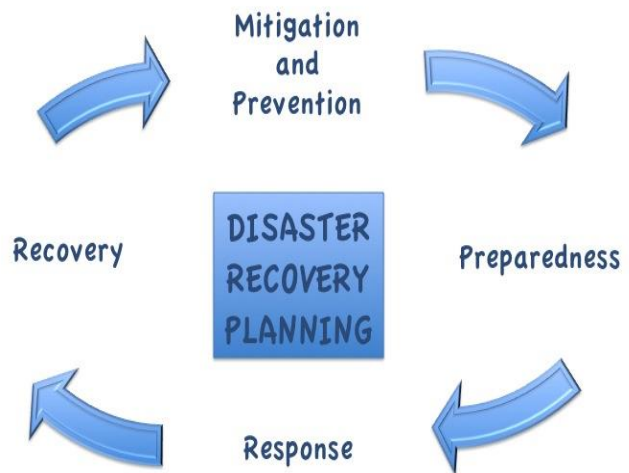 Mitigation
and
Prevention
Recovery
DISASTER
RECOVERY
PLANNING
Preparedness
Response